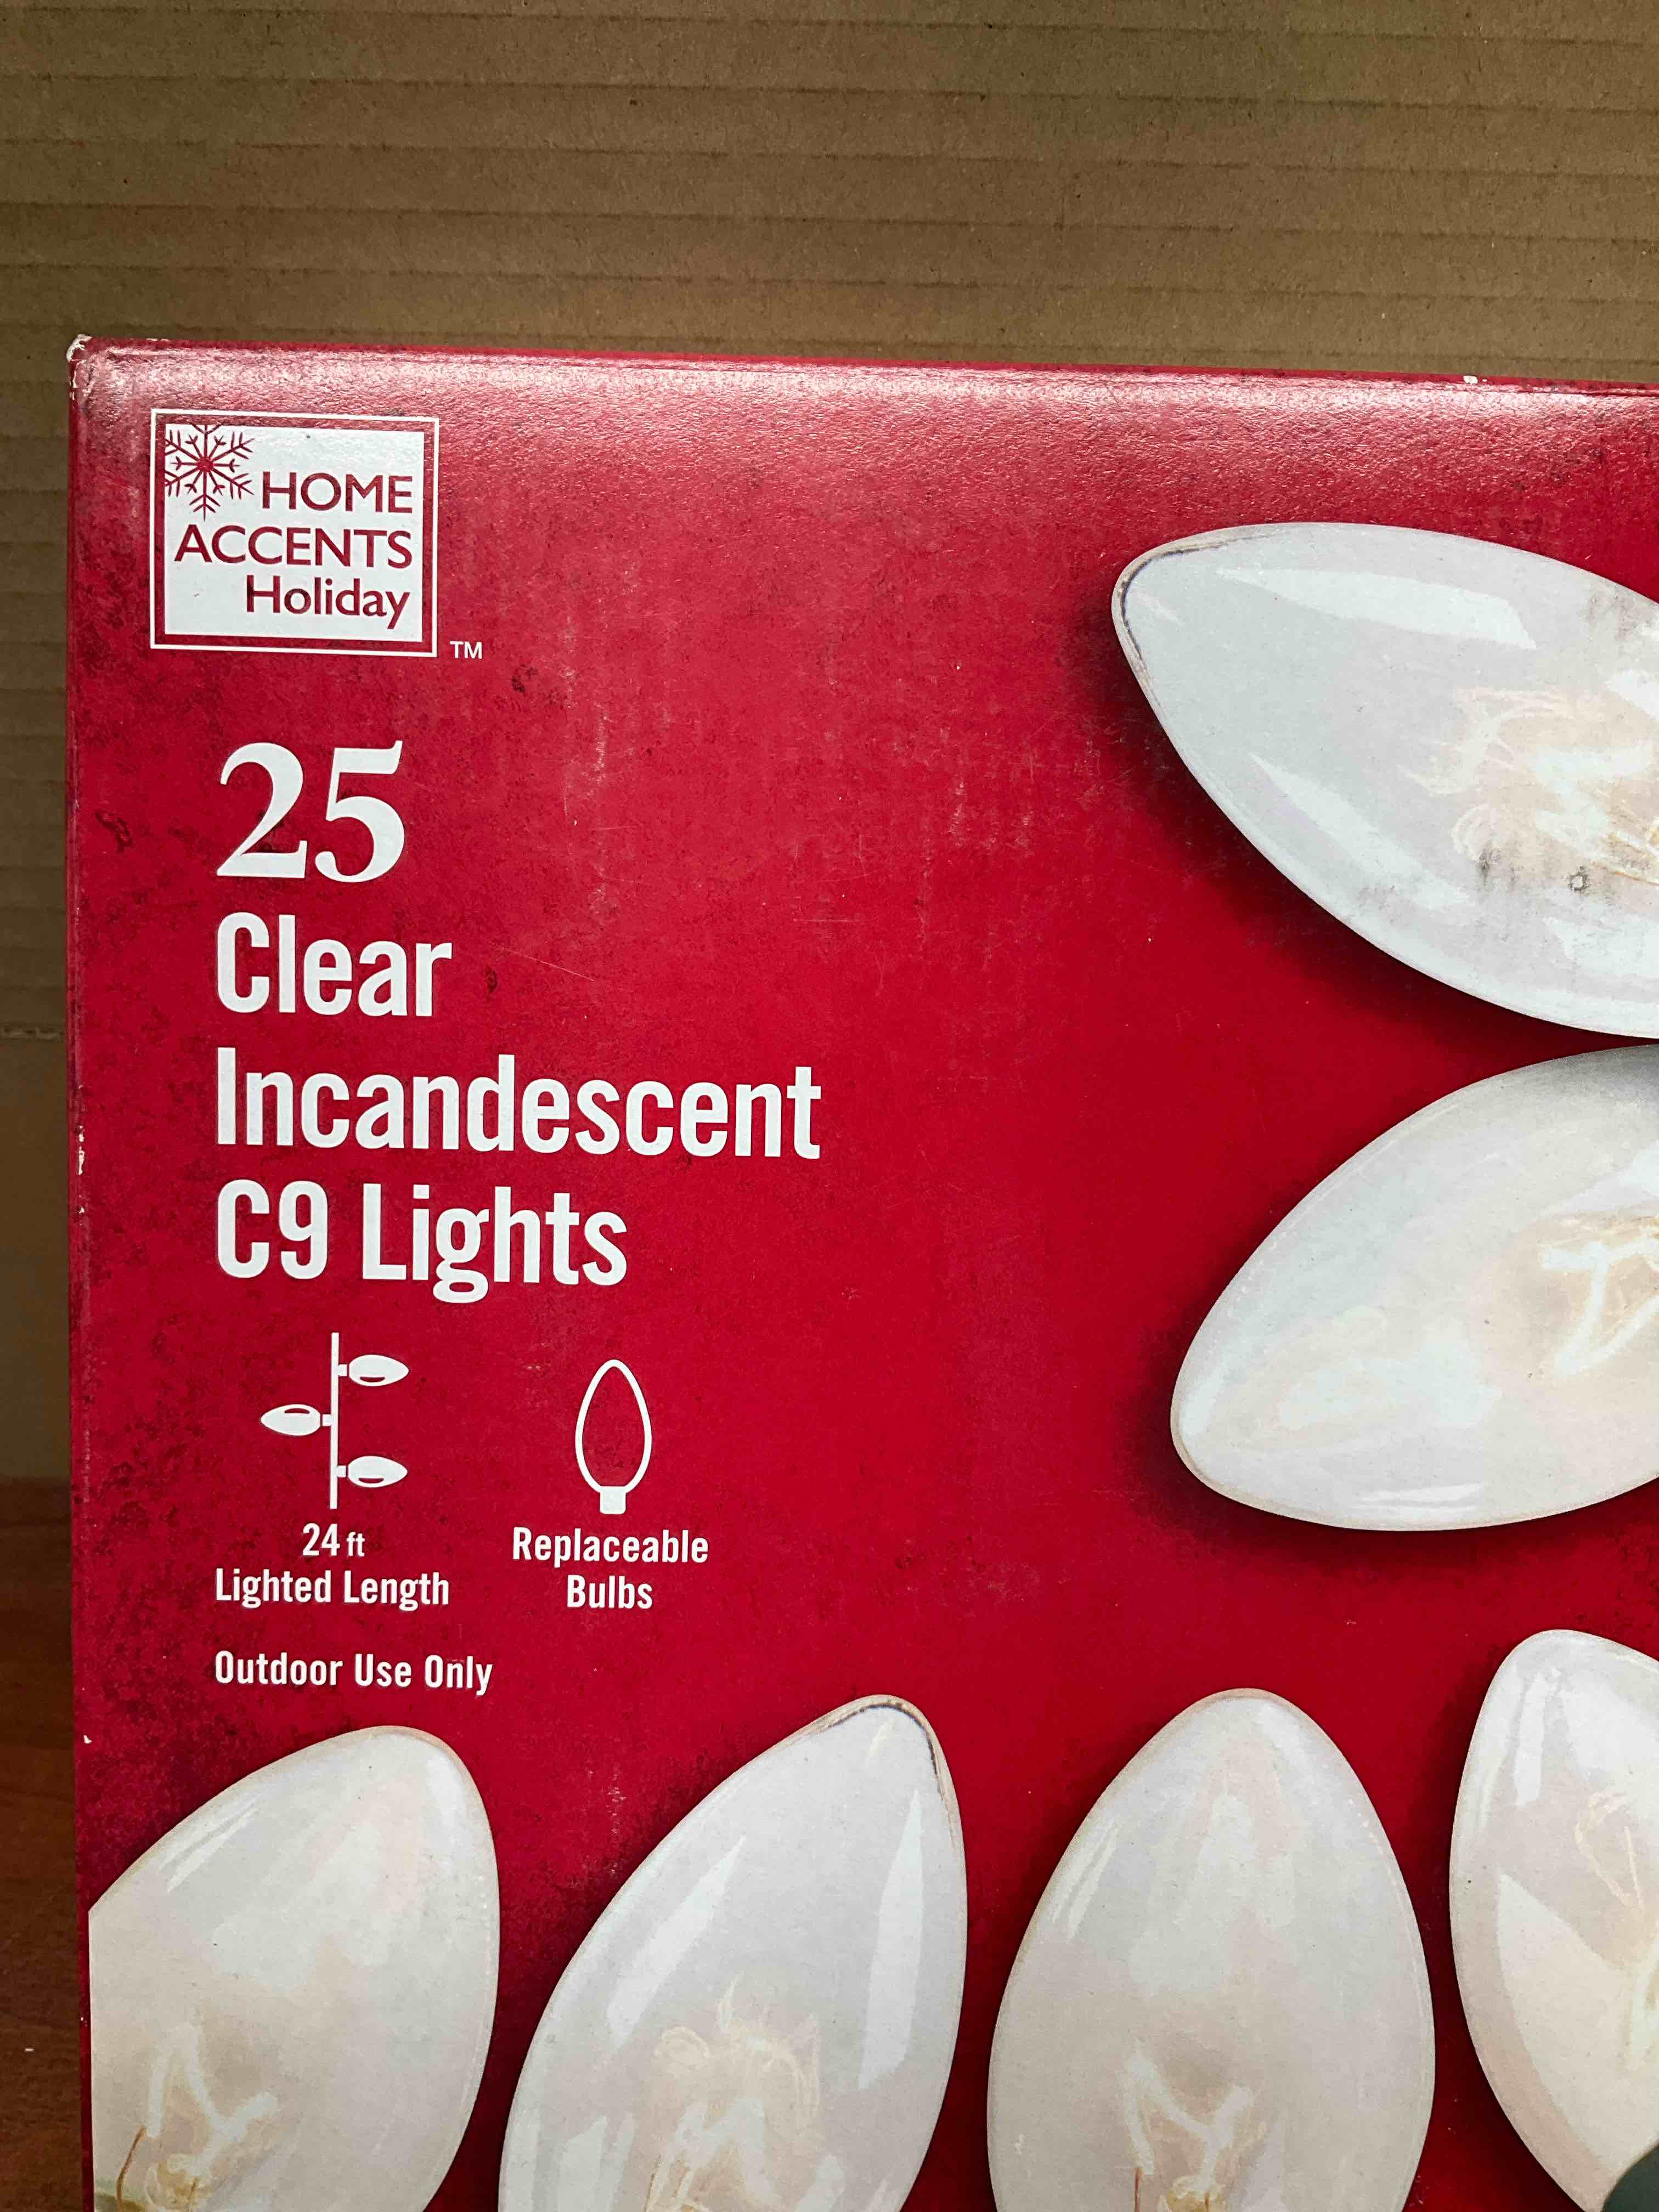 HOME
ACCENTS
Holiday
TM
25
Clear
Incandescent
C9 Lights
24 ft
Lighted Length
Replaceable
Bulbs
Outdoor Use Only